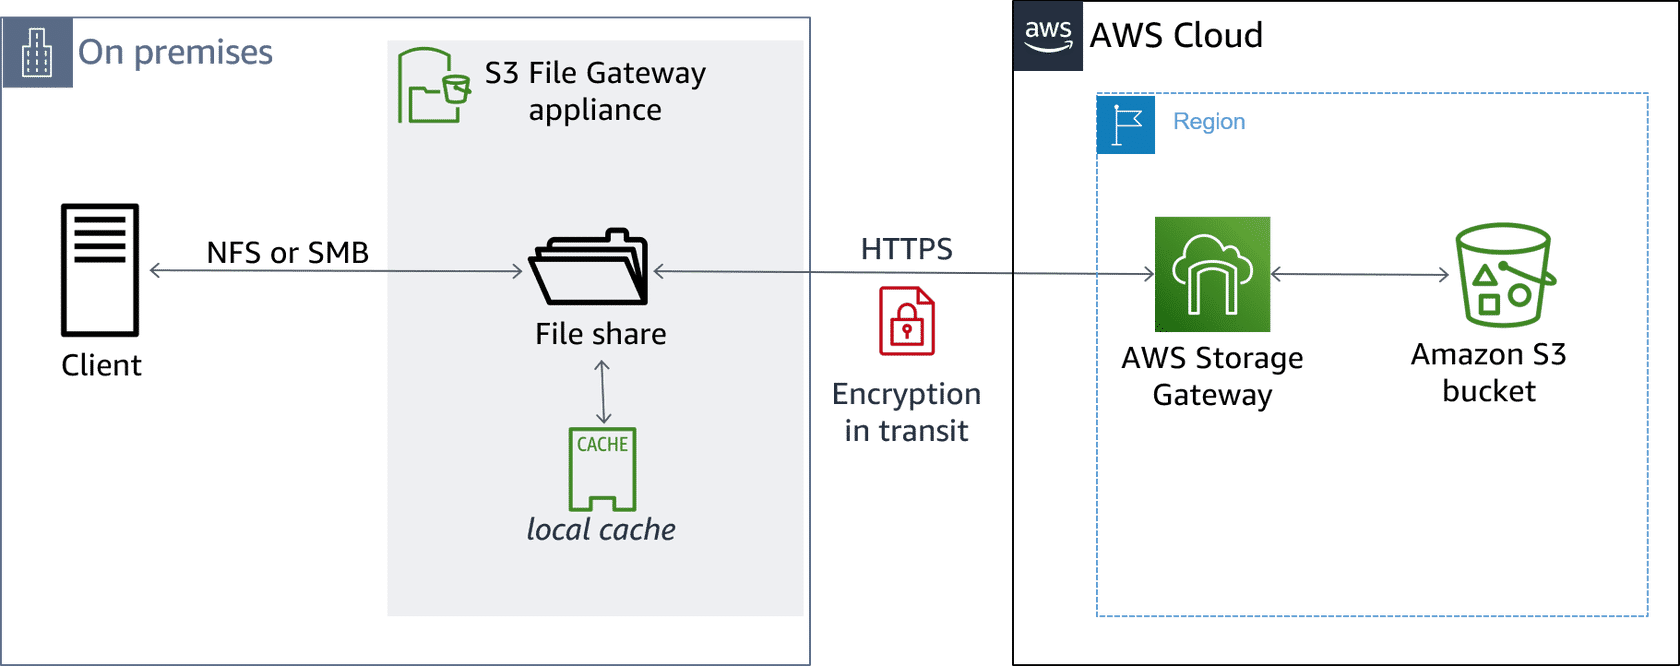 On premises
S3 File Gateway
appliance
aws
AWS Cloud
Region
NFS or SMB
HTTPS
Client
File share
Encryption
in transit
AWS Storage
Gateway
Amazon S3
bucket
CACHE
local cache